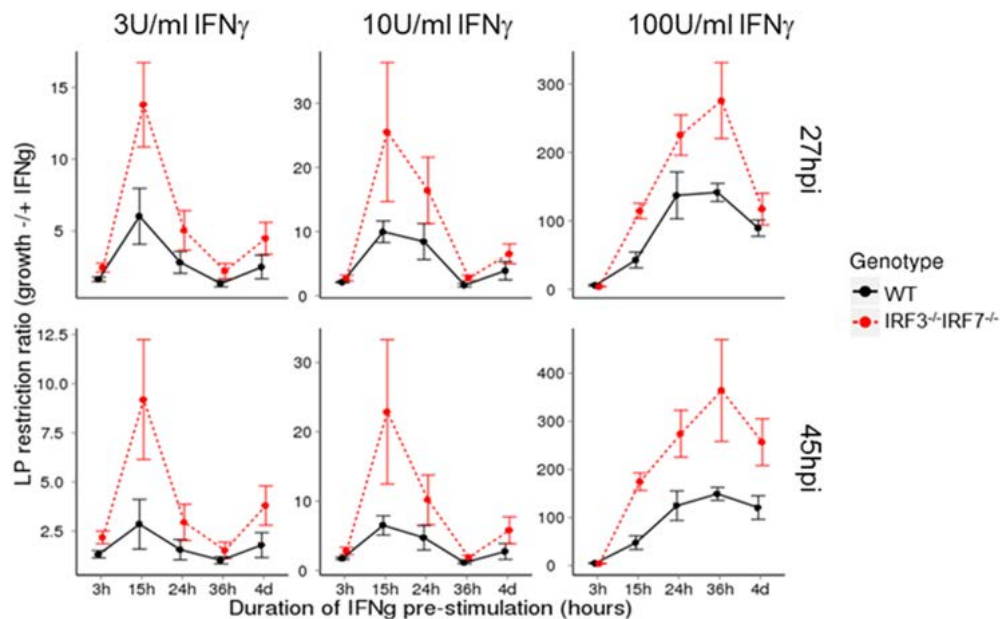 3U/ml IFNγ 10U/ml IFNγ 100U/ml IFNγ
LP restriction ratio (growth -/+ IFNg)
15
10
5
30
20
10
0
300
200
100
0
27hpi
12.5
10.0
7.5
5.0
2.5
30
20
10
0
400
300
200
100
0
45hpi
3h 15h 24h 36h 4d 3h 15h 24h 36h 4d 3h 15h 24h 36h 4d
Duration of IFNg pre-stimulation (hours)
Genotype
WT
IRF3-/-IRF7-/-